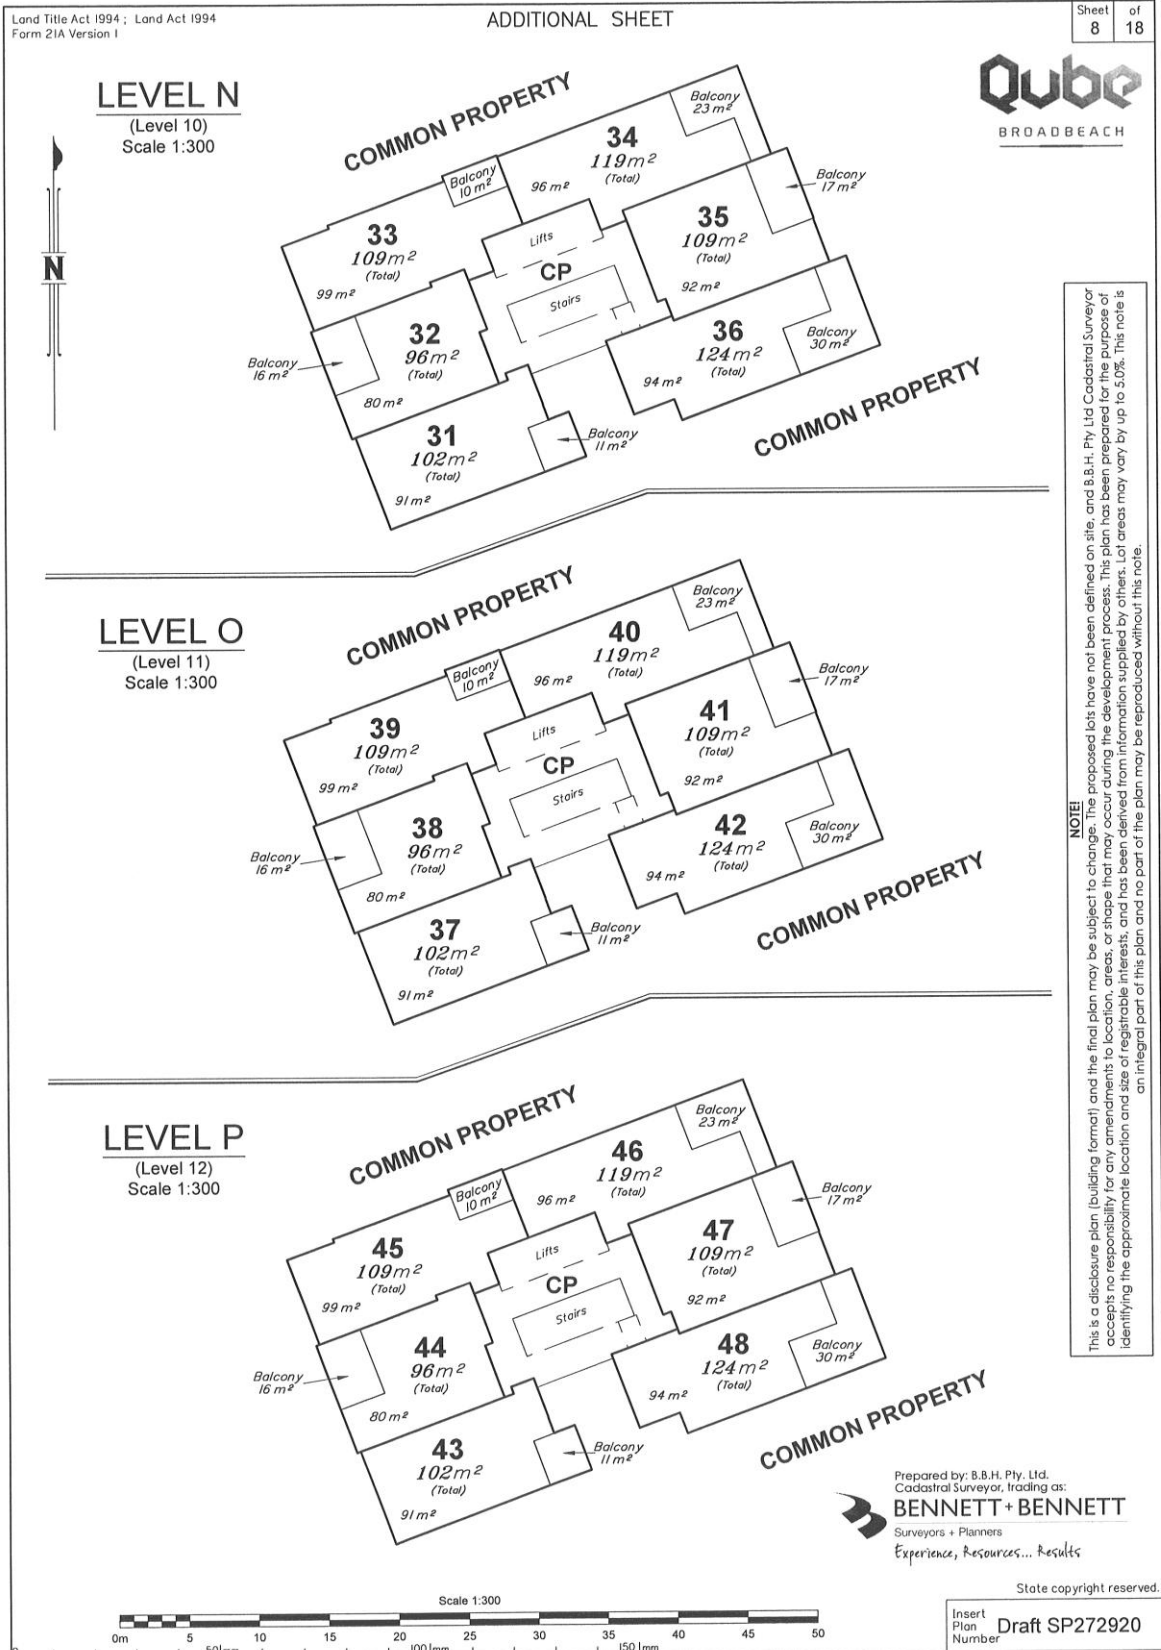 Land Title Act 1994 ; Land Act 1994
Form 21A Version 1
ADDITIONAL SHEET
Sheet of
8 18
Qube
BROADBEACH
LEVEL N
(Level 10)
Scale 1:300
N
COMMON PROPERTY
Balcony
23 m²
34
119m²
(Total)
96 m²
Balcony
10 m²
Balcony
17 m²
33
109m²
(Total)
99 m²
Lifts
CP
Stairs
35
109m²
(Total)
92 m²
32
96m²
(Total)
80 m²
Balcony
16 m²
36
124m²
(Total)
94 m²
Balcony
30 m²
31
102m²
(Total)
91 m²
Balcony
11 m²
COMMON PROPERTY
LEVEL O
(Level 11)
Scale 1:300
COMMON PROPERTY
Balcony
23 m²
40
119m²
(Total)
96 m²
Balcony
10 m²
Balcony
17 m²
39
109m²
(Total)
99 m²
Lifts
CP
Stairs
41
109m²
(Total)
92 m²
38
96m²
(Total)
80 m²
Balcony
16 m²
42
124m²
(Total)
94 m²
Balcony
30 m²
37
102m²
(Total)
91 m²
Balcony
11 m²
COMMON PROPERTY
LEVEL P
(Level 12)
Scale 1:300
COMMON PROPERTY
Balcony
23 m²
46
119m²
(Total)
96 m²
Balcony
10 m²
Balcony
17 m²
45
109m²
(Total)
99 m²
Lifts
CP
Stairs
47
109m²
(Total)
92 m²
44
96m²
(Total)
80 m²
Balcony
16 m²
48
124m²
(Total)
94 m²
Balcony
30 m²
43
102m²
(Total)
91 m²
Balcony
11 m²
COMMON PROPERTY
NOTE!
This is a disclosure plan (building format) and the final plan may be subject to change. The proposed lots have not been defined on site, and B.B.H. Pty Ltd Cadastral Surveyor
accepts no responsibility for any amendments to location, areas, or shape that may occur during the development process. This plan has been prepared for the purpose of
identifying the approximate location and size of registrable interests, and has been derived from information supplied by others. Lot areas may vary by up to 5.0%. This note is
an integral part of this plan and no part of the plan may be reproduced without this note.
Prepared by: B.B.H. Pty. Ltd.
Cadastral Surveyor, trading as:
BENNETT + BENNETT
Surveyors + Planners
Experience, Resources... Results
State copyright reserved.
Scale 1:300
0m 5 10 15 20 25 30 35 40 45 50
50mm 100mm 150mm
Insert
Plan
Number
Draft SP272920